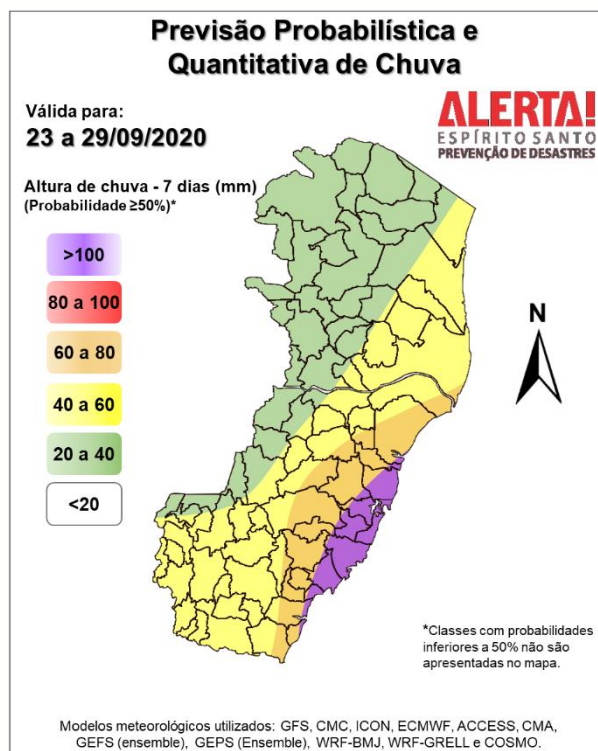 Previsão Probabilística e
Quantitativa de Chuva
Válida para:
23 a 29/09/2020
ALERTA!
ESPÍRITO SANTO
PREVENÇÃO DE DESASTRES
Altura de chuva - 7 dias (mm)
(Probabilidade ≥50%)*
>100
80 a 100
60 a 80
40 a 60
20 a 40
<20
N
*Classes com probabilidades
inferiores a 50% não são
apresentadas no mapa.
Modelos meteorológicos utilizados: GFS, CMC, ICON, ECMWF, ACCESS, CMA,
GEFS (ensemble), GEPS (Ensemble), WRF-BMJ, WRF-GRELL e COSMO.